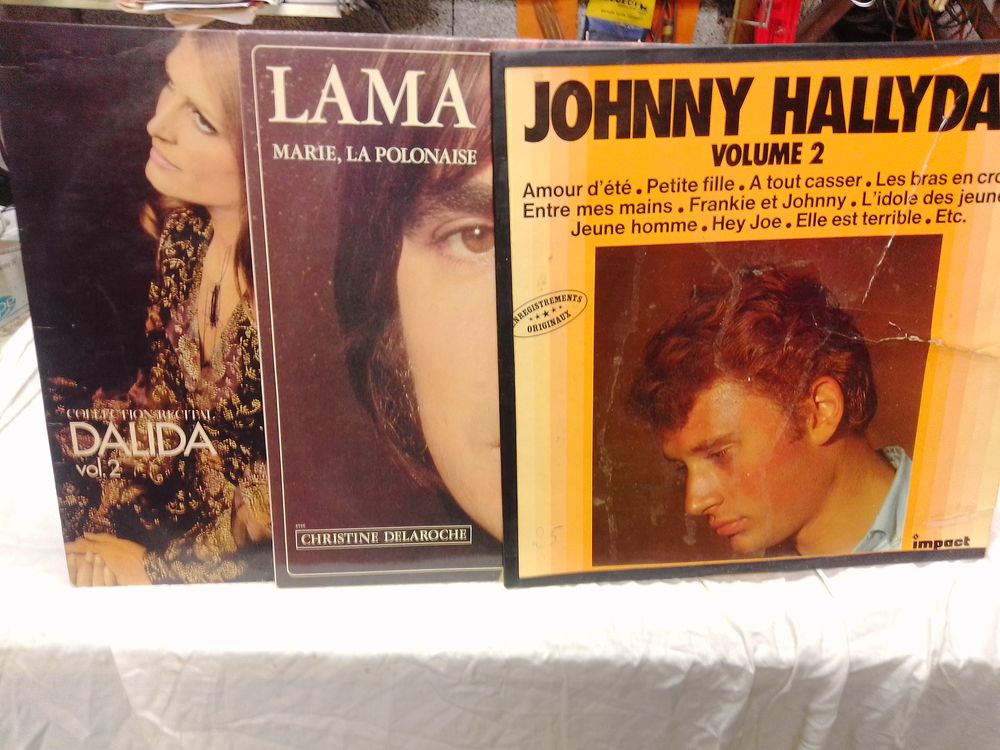 COLLECTION RECITAL
DALIDA
vol. 2
LAMA
MARIE, LA POLONAISE
avec
CHRISTINE DELAROCHE
JOHNNY HALLYDA
VOLUME 2
Amour d'été • Petite fille • A tout casser • Les bras en cro
Entre mes mains • Frankie et Johnny • L'idole des jeune
Jeune homme • Hey Joe • Elle est terrible • Etc.
ENREGISTREMENTS
ORIGINAUX
25
impact